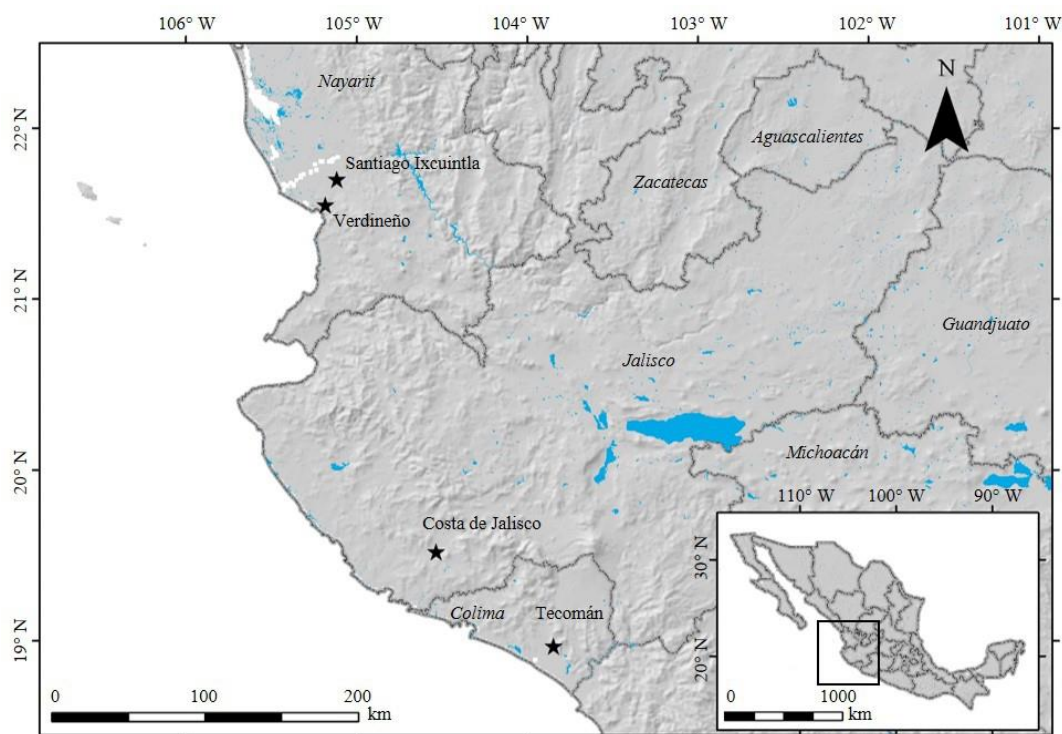 106° W
105° W
104° W
103° W
102° W
101° W
N
Nayarit
22° N
Aguascalientes
Santiago Ixcuintla
Zacatecas
Verdineño
21° N
Guanajuato
Jalisco
Michoacán
20° N
110° W
100° W
90° W
Costa de Jalisco
30° N
Colima
Tecomán
19° N
20° N
0
100
200
km
0
1000
km